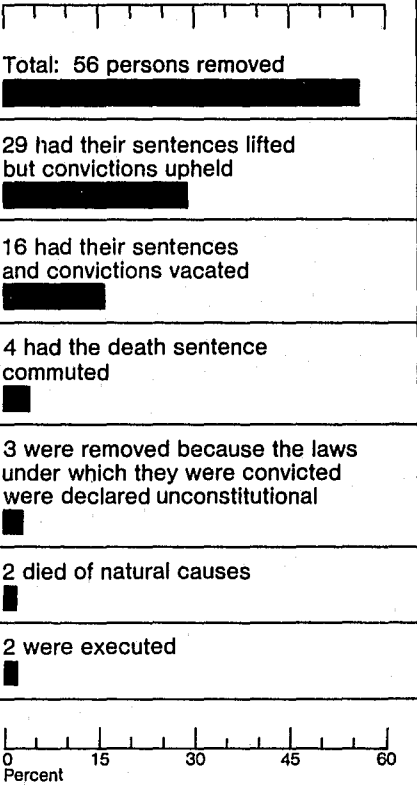 Total: 56 persons removed
29 had their sentences lifted
but convictions upheld
16 had their sentences
and convictions vacated
4 had the death sentence
commuted
3 were removed because the laws
under which they were convicted
were declared unconstitutional
2 died of natural causes
2 were executed
0 15 30 45 60
Percent